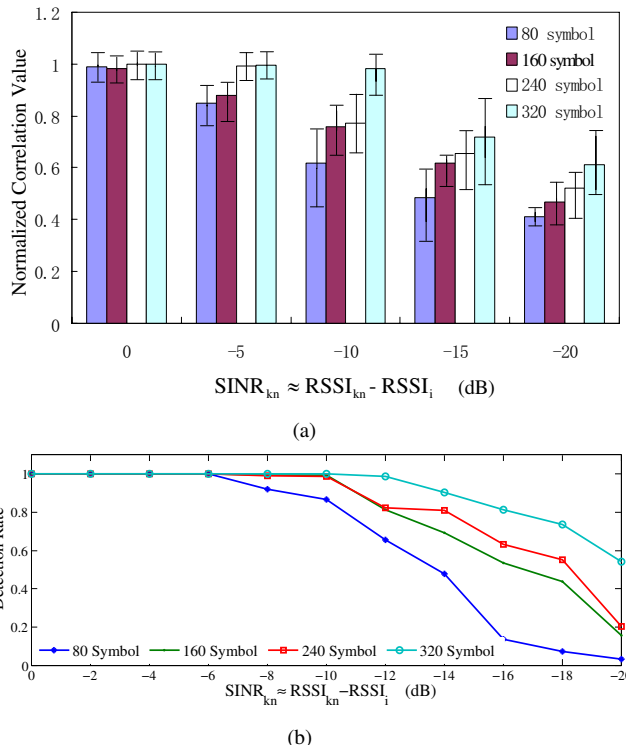 1.2
1
0.8
0.6
0.4
0.2
0
Normalized Correlation Value
80 symbol
160 symbol
240 symbol
320 symbol
0 -5 -10 -15 -20
SINRkn ≈ RSSIkn - RSSIi (dB)
(a)
1
0.8
0.6
0.4
0.2
0
Detection Rate
80 Symbol 160 Symbol 240 Symbol 320 Symbol
0 −2 −4 −6 −8 −10 −12 −14 −16 −18 −20
SINRkn≈RSSIkn−RSSIi (dB)
(b)